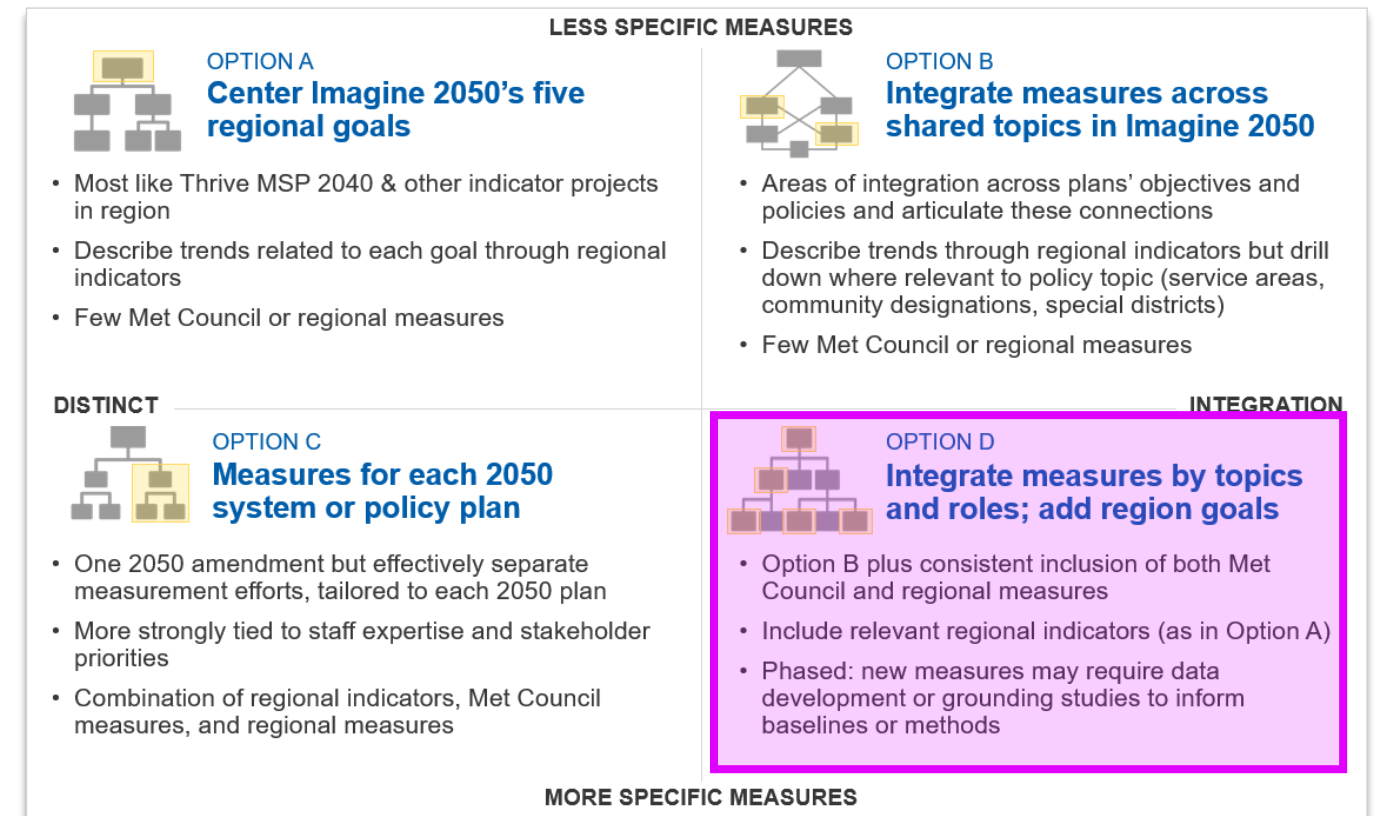 LESS SPECIFIC MEASURES
OPTION A
Center Imagine 2050’s five
regional goals
• Most like Thrive MSP 2040 & other indicator projects
in region
• Describe trends related to each goal through regional
indicators
• Few Met Council or regional measures
OPTION B
Integrate measures across
shared topics in Imagine 2050
• Areas of integration across plans’ objectives and
policies and articulate these connections
• Describe trends through regional indicators but drill
down where relevant to policy topic (service areas,
community designations, special districts)
• Few Met Council or regional measures
DISTINCT
INTEGRATION
OPTION C
Measures for each 2050
system or policy plan
• One 2050 amendment but effectively separate
measurement efforts, tailored to each 2050 plan
• More strongly tied to staff expertise and stakeholder
priorities
• Combination of regional indicators, Met Council
measures, and regional measures
OPTION D
Integrate measures by topics
and roles; add region goals
• Option B plus consistent inclusion of both Met
Council and regional measures
• Include relevant regional indicators (as in Option A)
• Phased: new measures may require data
development or grounding studies to inform
baselines or methods
MORE SPECIFIC MEASURES